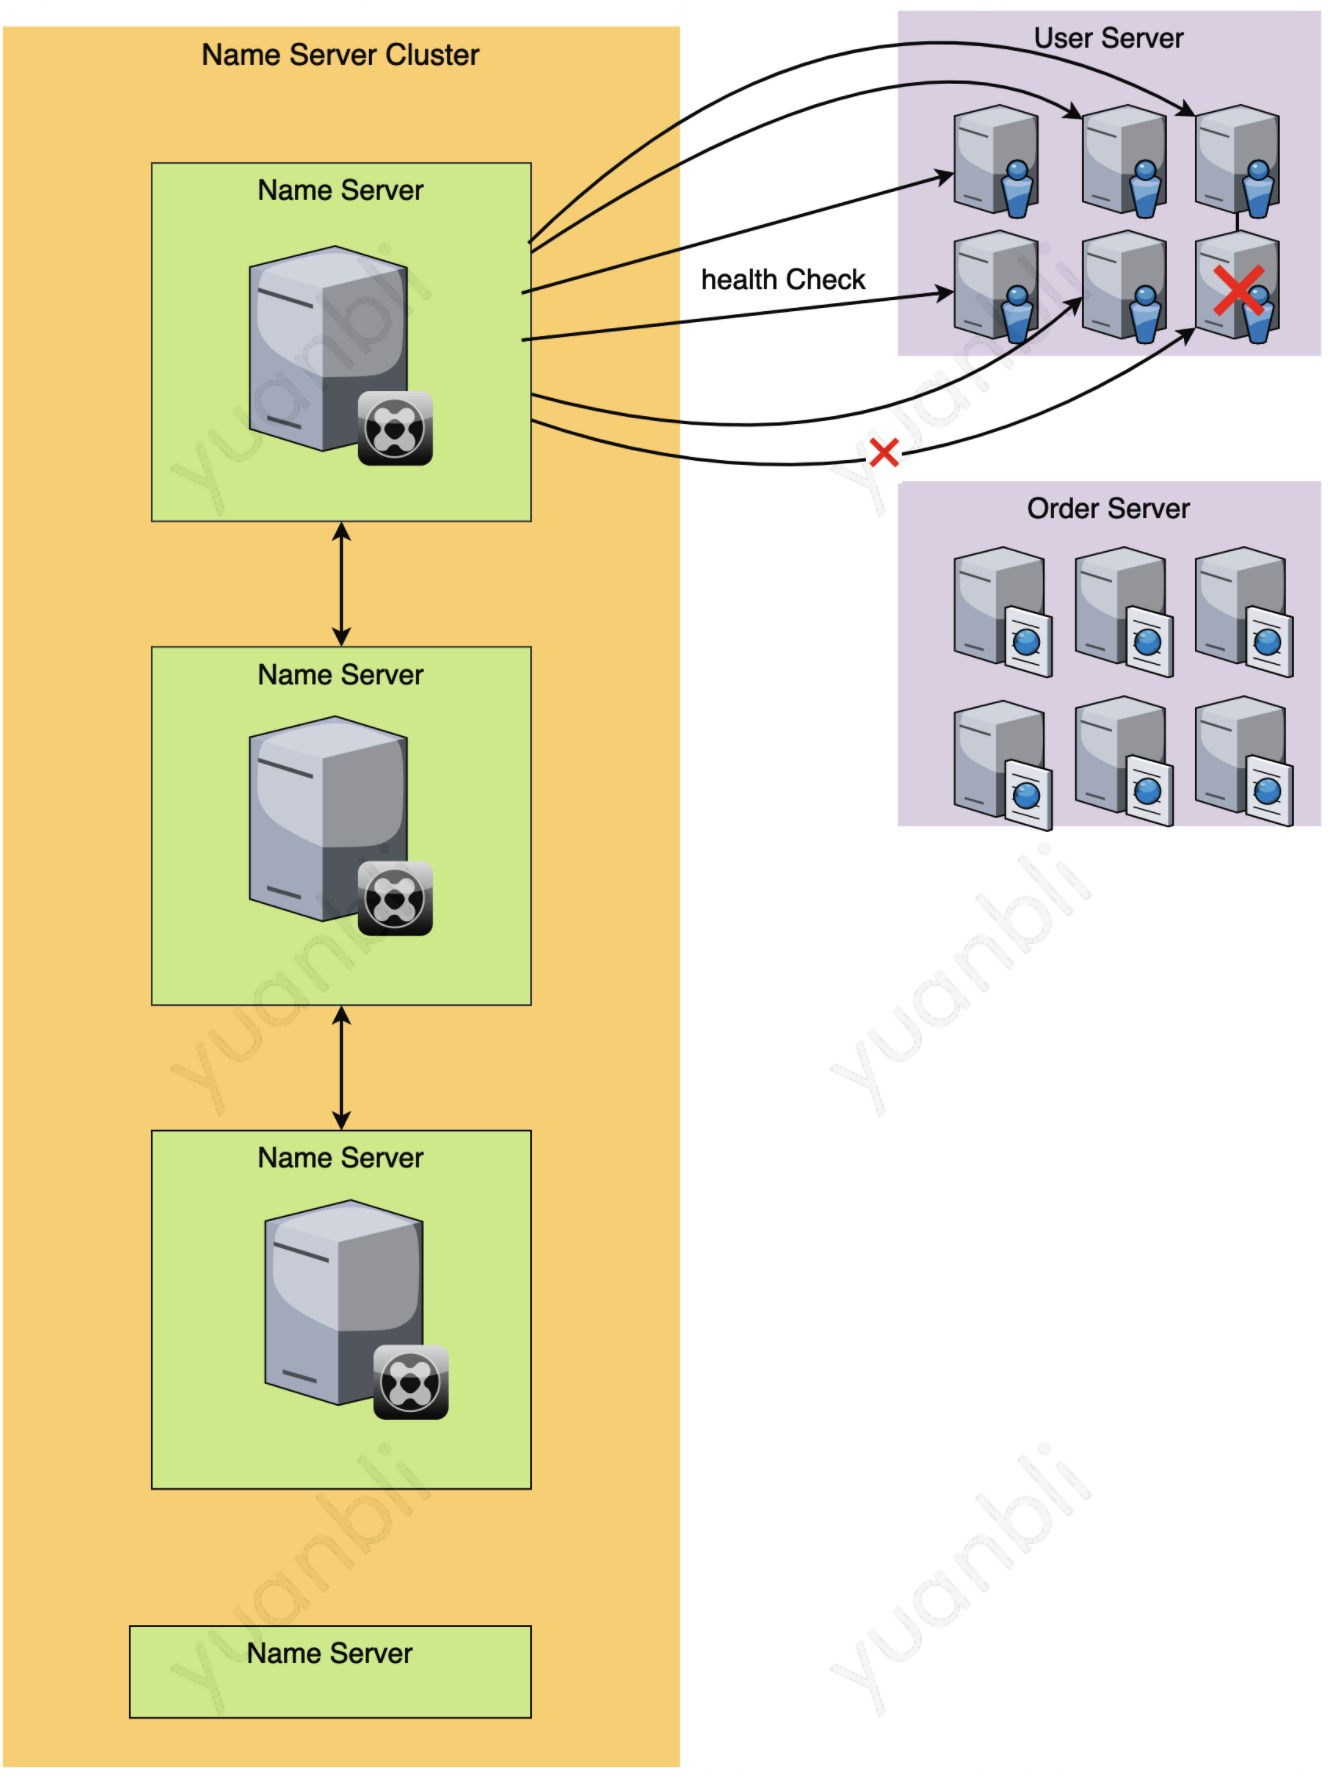 Name Server Cluster
User Server
Name Server
health Check
Order Server
Name Server
Name Server
Name Server
yuanbli
yuanbli
yuanbli
yuanbli
yuanbli
yuanbli